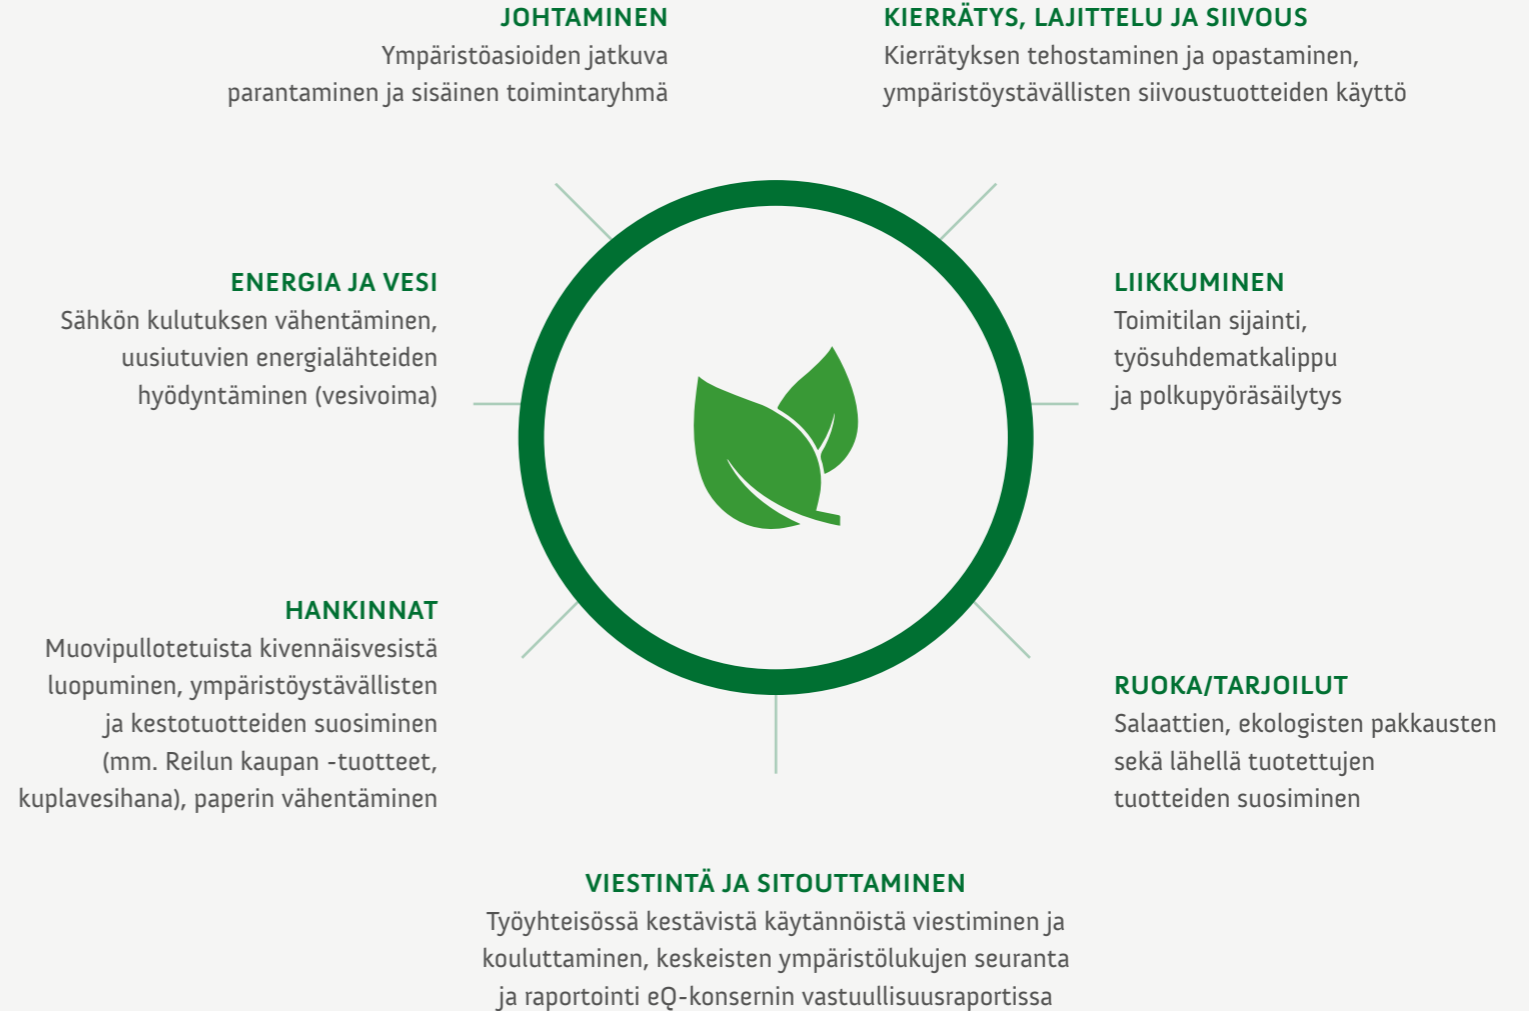 JOHTAMINEN
Ympäristöasioiden jatkuva
parantaminen ja sisäinen toimintaryhmä
KIERRÄTYS, LAJITTELU JA SIIVOUS
Kierrätyksen tehostaminen ja opastaminen,
ympäristöystävällisten siivoustuotteiden käyttö
ENERGIA JA VESI
Sähkön kulutuksen vähentäminen,
uusiutuvien energialähteiden
hyödyntäminen (vesivoima)
LIIKKUMINEN
Toimitilan sijainti,
työsuhdematkalippu
ja polkupyöräsäilytys
HANKINNAT
Muovipullotetuista kivennäisvesistä
luopuminen, ympäristöystävällisten
ja kestotuotteiden suosiminen
(mm. Reilun kaupan -tuotteet,
kuplavesihana), paperin vähentäminen
RUOKA/TARJOILUT
Salaattien, ekologisten pakkausten
sekä lähellä tuotettujen
tuotteiden suosiminen
VIESTINTÄ JA SITOUTTAMINEN
Työyhteisössä kestävistä käytännöistä viestiminen ja
kouluttaminen, keskeisten ympäristölukujen seuranta
ja raportointi eQ-konsernin vastuullisuusraportissa